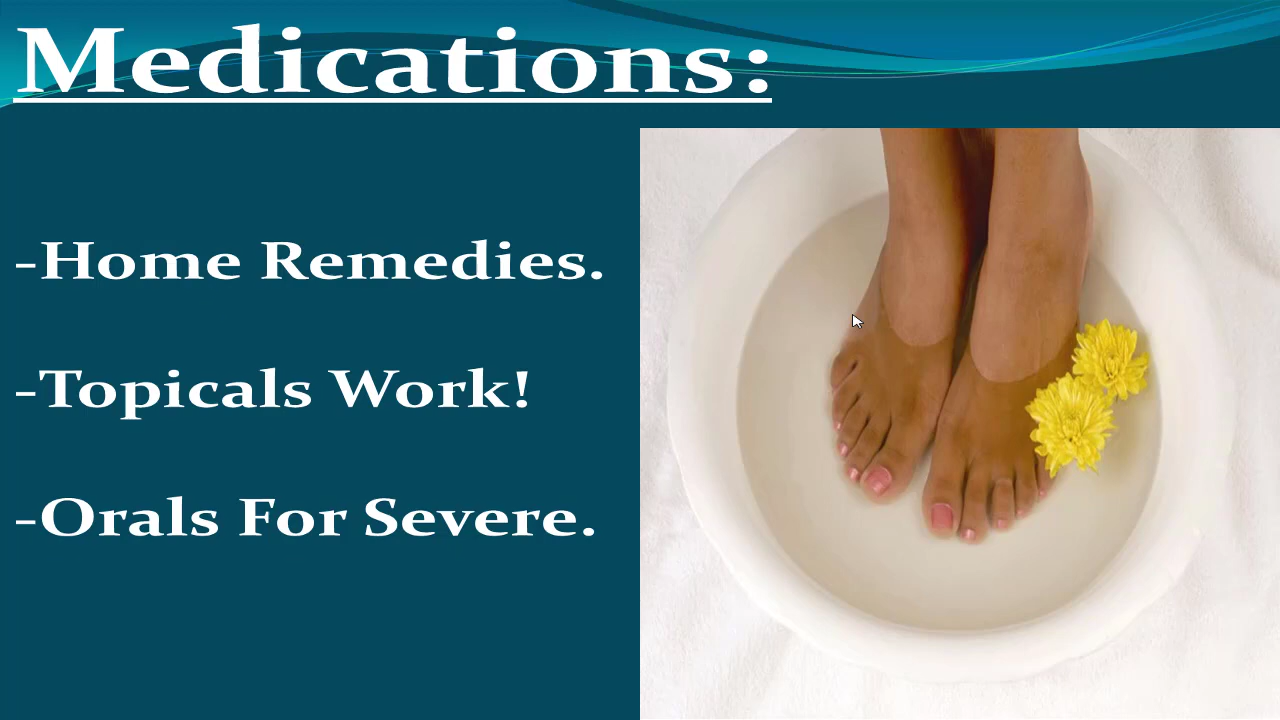 Medications:
-Home Remedies.
-Topicals Work!
-Orals For Severe.